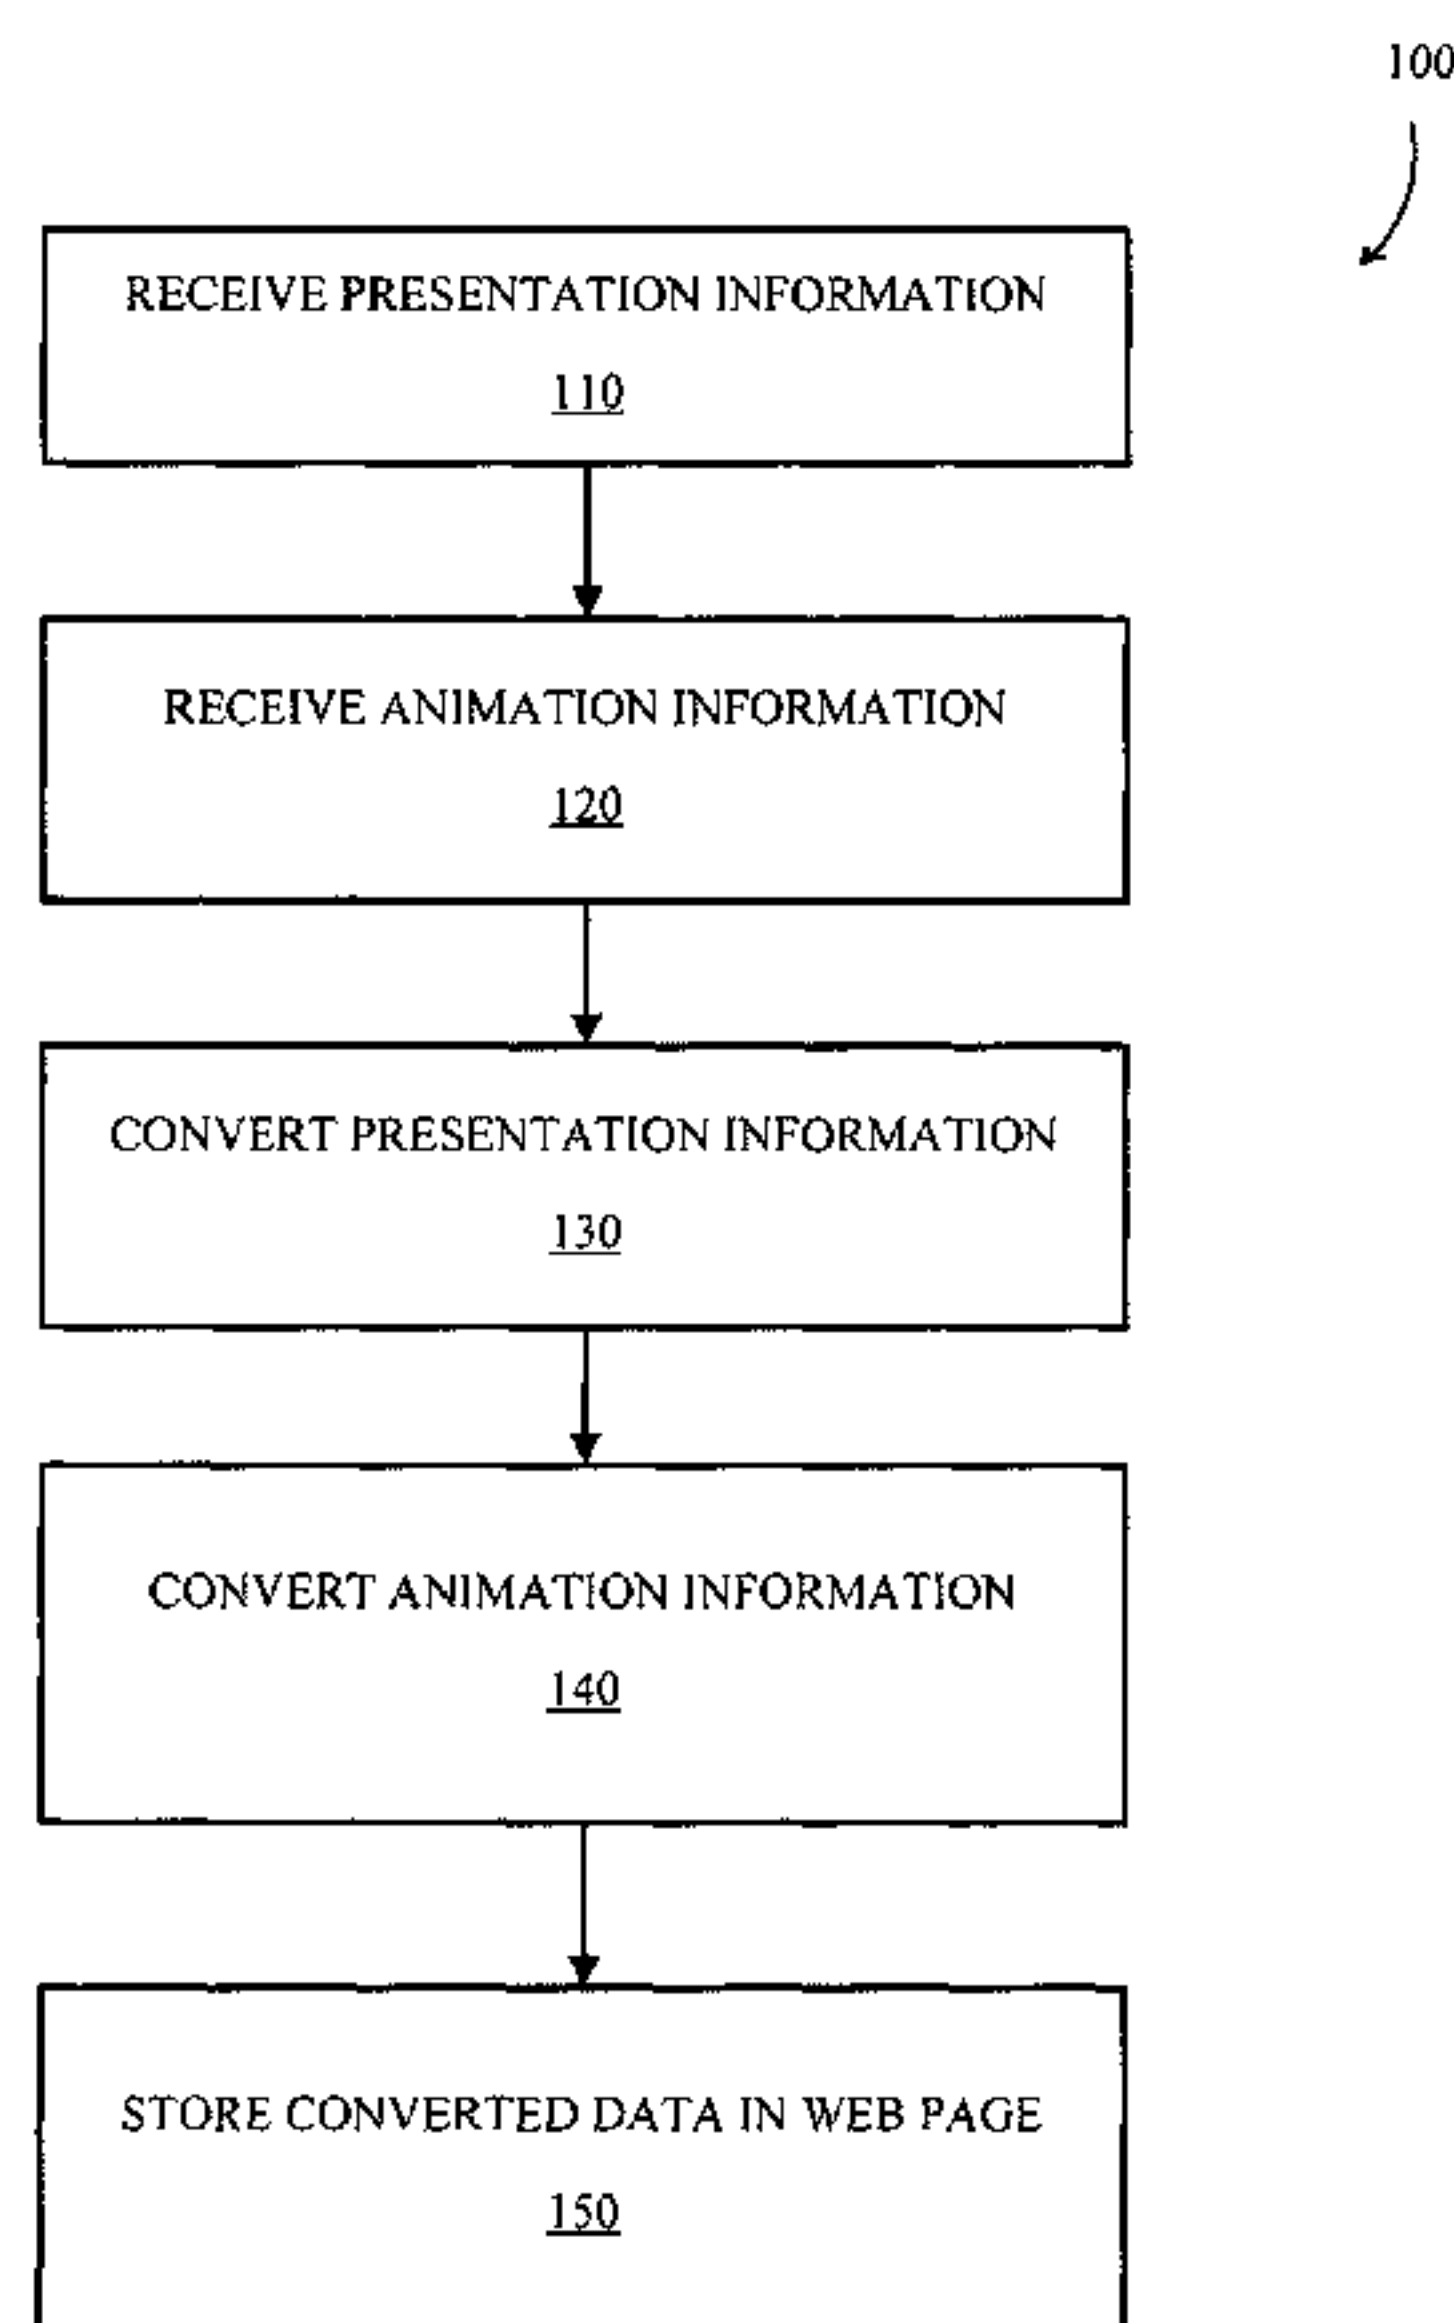 100
RECEIVE PRESENTATION INFORMATION
110
RECEIVE ANIMATION INFORMATION
120
CONVERT PRESENTATION INFORMATION
130
CONVERT ANIMATION INFORMATION
140
STORE CONVERTED DATA IN WEB PAGE
150